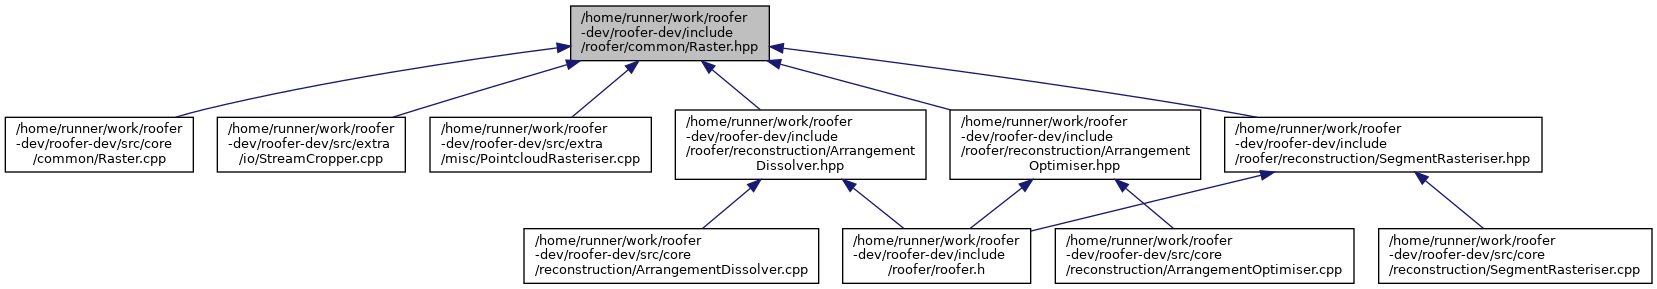 /home/runner/work/roofer
-dev/roofer-dev/include
/roofer/common/Raster.hpp
/home/runner/work/roofer
-dev/roofer-dev/src/core
/common/Raster.cpp
/home/runner/work/roofer
-dev/roofer-dev/src/extra
/io/StreamCropper.cpp
/home/runner/work/roofer
-dev/roofer-dev/src/extra
/misc/PointcloudRasteriser.cpp
/home/runner/work/roofer
-dev/roofer-dev/include
/roofer/reconstruction/Arrangement
Dissolver.hpp
/home/runner/work/roofer
-dev/roofer-dev/include
/roofer/reconstruction/Arrangement
Optimiser.hpp
/home/runner/work/roofer
-dev/roofer-dev/include
/roofer/reconstruction/SegmentRasteriser.hpp
/home/runner/work/roofer
-dev/roofer-dev/src/core
/reconstruction/ArrangementDissolver.cpp
/home/runner/work/roofer
-dev/roofer-dev/include
/roofer/roofer.h
/home/runner/work/roofer
-dev/roofer-dev/src/core
/reconstruction/ArrangementOptimiser.cpp
/home/runner/work/roofer
-dev/roofer-dev/src/core
/reconstruction/SegmentRasteriser.cpp